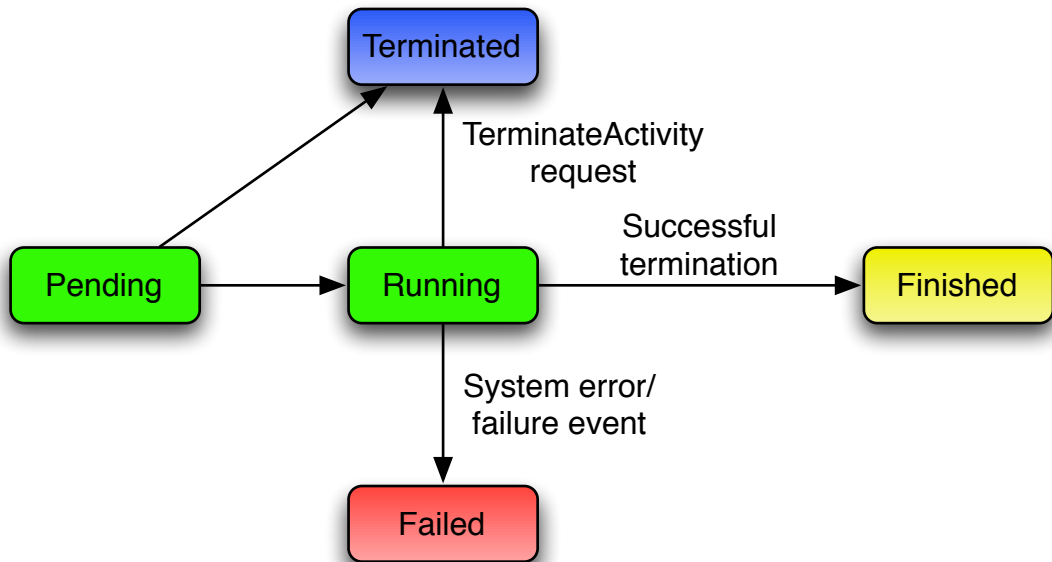 Terminated
TerminateActivity
request
Successful
termination
Pending
Running
Finished
System error/
failure event
Failed